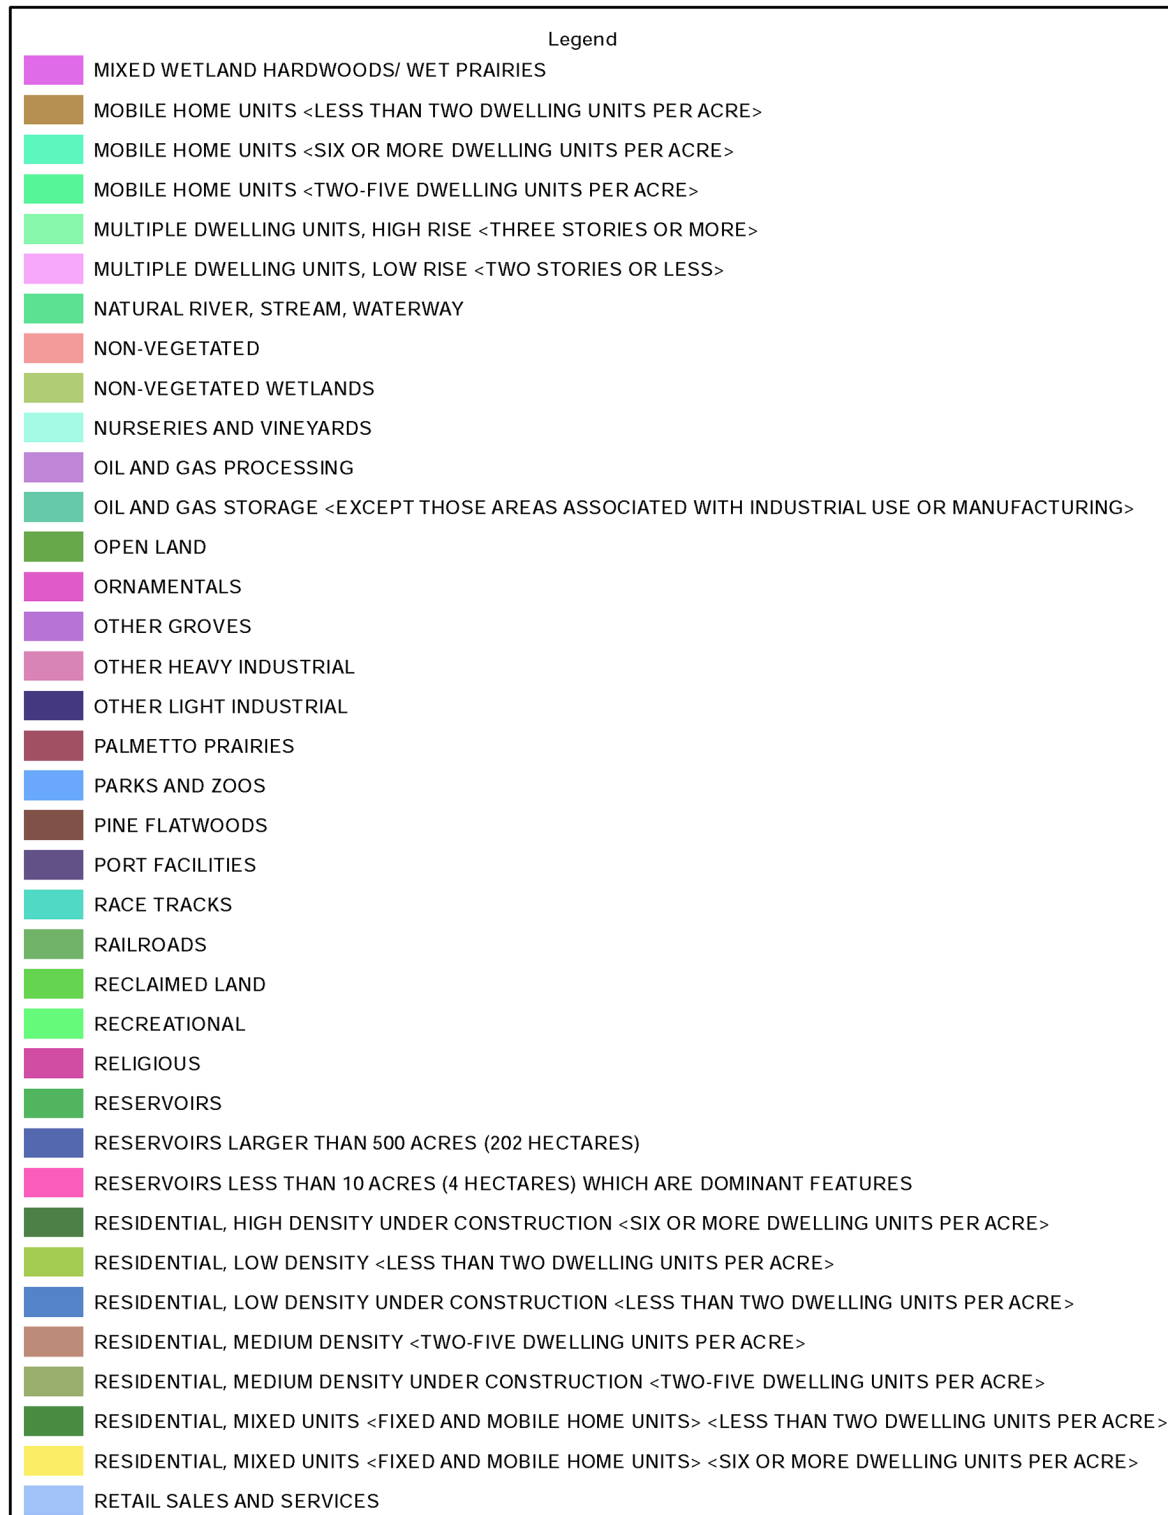 Legend
MIXED WETLAND HARDWOODS/ WET PRAIRIES
MOBILE HOME UNITS <LESS THAN TWO DWELLING UNITS PER ACRE>
MOBILE HOME UNITS <SIX OR MORE DWELLING UNITS PER ACRE>
MOBILE HOME UNITS <TWO-FIVE DWELLING UNITS PER ACRE>
MULTIPLE DWELLING UNITS, HIGH RISE <THREE STORIES OR MORE>
MULTIPLE DWELLING UNITS, LOW RISE <TWO STORIES OR LESS>
NATURAL RIVER, STREAM, WATERWAY
NON-VEGETATED
NON-VEGETATED WETLANDS
NURSERIES AND VINEYARDS
OIL AND GAS PROCESSING
OIL AND GAS STORAGE <EXCEPT THOSE AREAS ASSOCIATED WITH INDUSTRIAL USE OR MANUFACTURING>
OPEN LAND
ORNAMENTALS
OTHER GROVES
OTHER HEAVY INDUSTRIAL
OTHER LIGHT INDUSTRIAL
PALMETTO PRAIRIES
PARKS AND ZOOS
PINE FLATWOODS
PORT FACILITIES
RACE TRACKS
RAILROADS
RECLAIMED LAND
RECREATIONAL
RELIGIOUS
RESERVOIRS
RESERVOIRS LARGER THAN 500 ACRES (202 HECTARES)
RESERVOIRS LESS THAN 10 ACRES (4 HECTARES) WHICH ARE DOMINANT FEATURES
RESIDENTIAL, HIGH DENSITY UNDER CONSTRUCTION <SIX OR MORE DWELLING UNITS PER ACRE>
RESIDENTIAL, LOW DENSITY <LESS THAN TWO DWELLING UNITS PER ACRE>
RESIDENTIAL, LOW DENSITY UNDER CONSTRUCTION <LESS THAN TWO DWELLING UNITS PER ACRE>
RESIDENTIAL, MEDIUM DENSITY <TWO-FIVE DWELLING UNITS PER ACRE>
RESIDENTIAL, MEDIUM DENSITY UNDER CONSTRUCTION <TWO-FIVE DWELLING UNITS PER ACRE>
RESIDENTIAL, MIXED UNITS <FIXED AND MOBILE HOME UNITS> <LESS THAN TWO DWELLING UNITS PER ACRE>
RESIDENTIAL, MIXED UNITS <FIXED AND MOBILE HOME UNITS> <SIX OR MORE DWELLING UNITS PER ACRE>
RETAIL SALES AND SERVICES